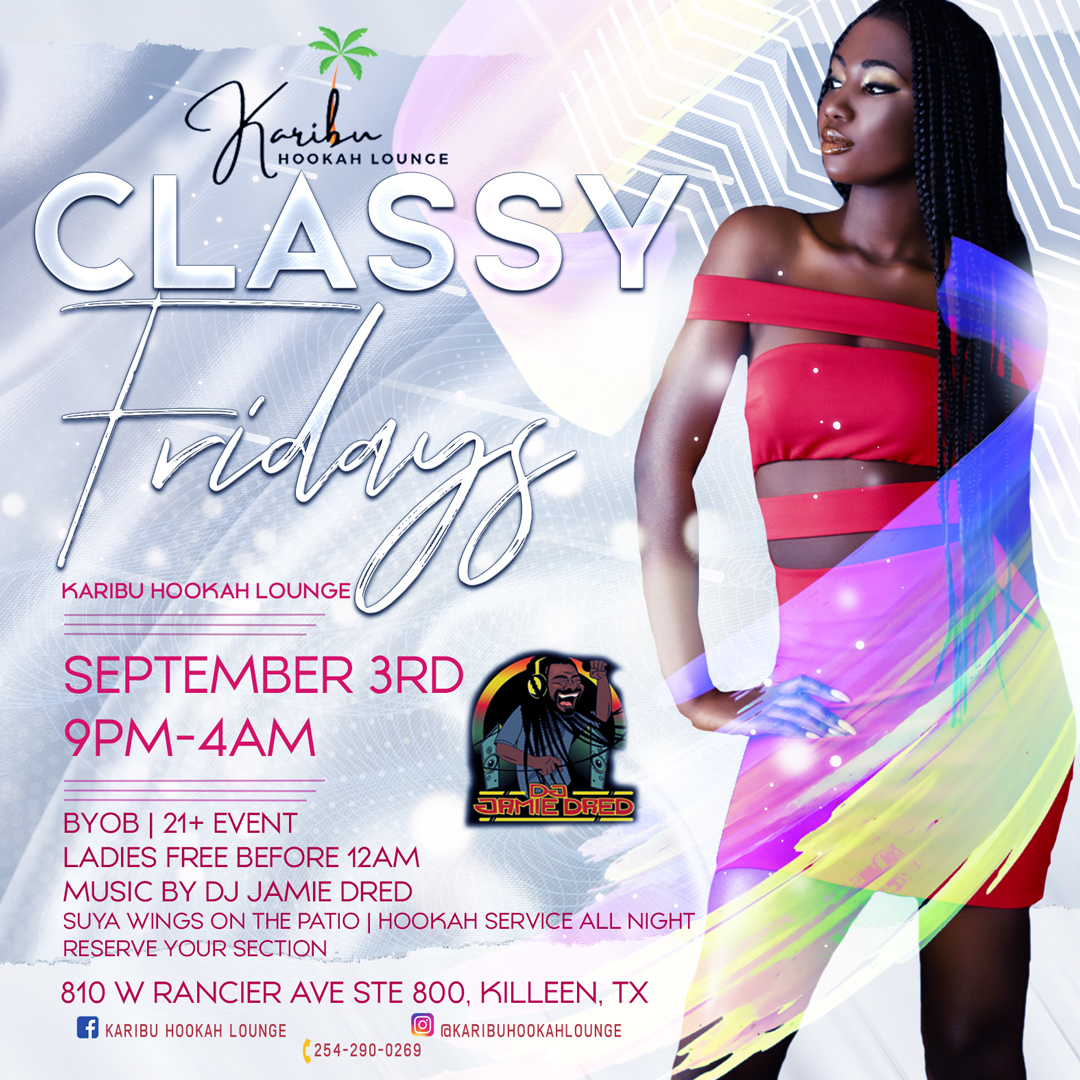 Karibu
HOOKAH LOUNGE
CLASSY
Fridays
KARIBU HOOKAH LOUNGE
SEPTEMBER 3RD
9PM-4AM
DJ
JAMIE DRED
BYOB | 21+ EVENT
LADIES FREE BEFORE 12AM
MUSIC BY DJ JAMIE DRED
SUYA WINGS ON THE PATIO | HOOKAH SERVICE ALL NIGHT
RESERVE YOUR SECTION
810 W RANCIER AVE STE 800, KILLEEN, TX
KARIBU HOOKAH LOUNGE @KARIBUHOOKAHLOUNGE
254-290-0269